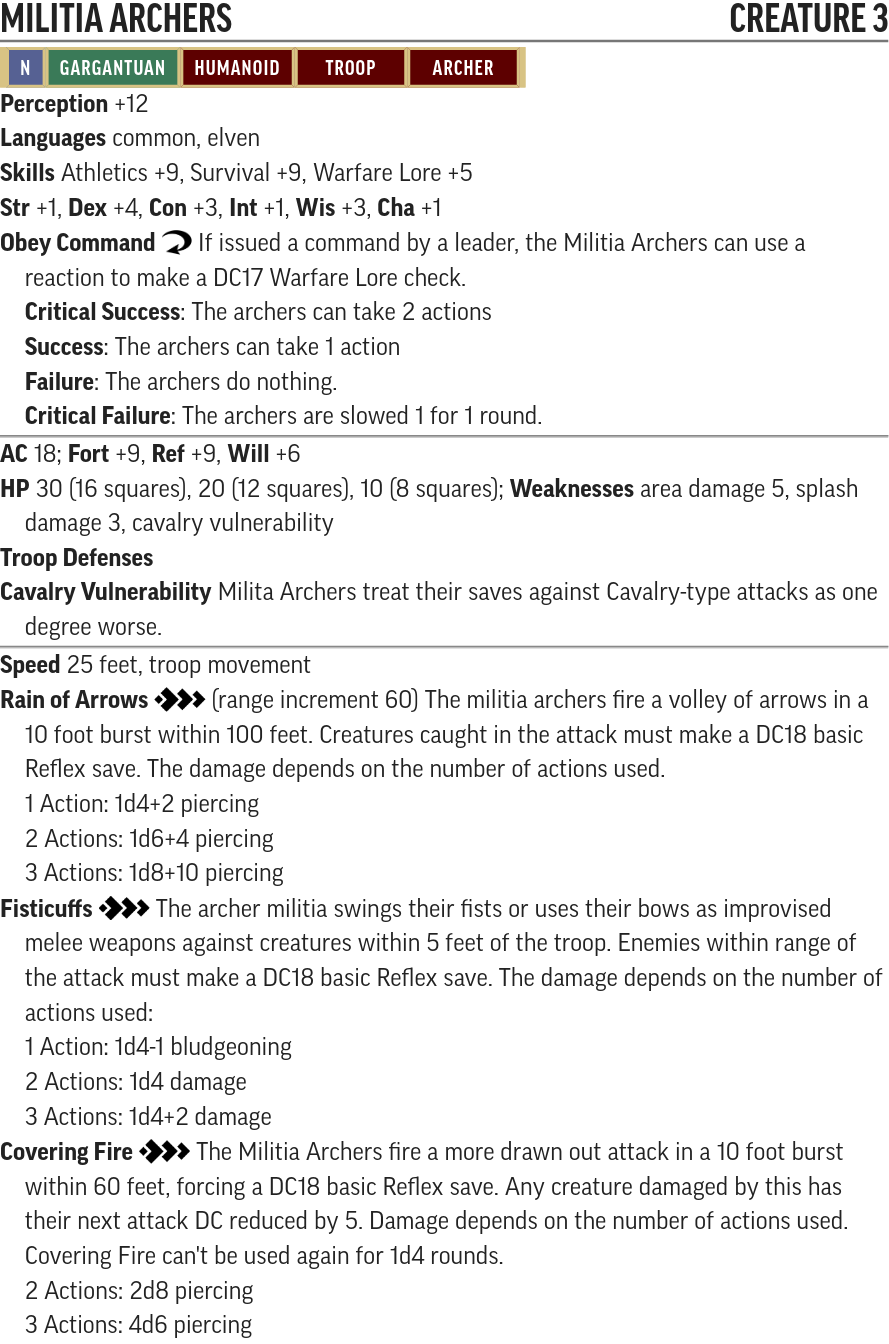 MILITIA ARCHERS CREATURE 3
N GARGANTUAN HUMANOID TROOP ARCHER
Perception +12
Languages common, elven
Skills Athletics +9, Survival +9, Warfare Lore +5
Str +1, Dex +4, Con +3, Int +1, Wis +3, Cha +1
Obey Command If issued a command by a leader, the Militia Archers can use a
reaction to make a DC17 Warfare Lore check.
Critical Success: The archers can take 2 actions
Success: The archers can take 1 action
Failure: The archers do nothing.
Critical Failure: The archers are slowed 1 for 1 round.
AC 18; Fort +9, Ref +9, Will +6
HP 30 (16 squares), 20 (12 squares), 10 (8 squares); Weaknesses area damage 5, splash
damage 3, cavalry vulnerability
Troop Defenses
Cavalry Vulnerability Milita Archers treat their saves against Cavalry-type attacks as one
degree worse.
Speed 25 feet, troop movement
Rain of Arrows (range increment 60) The militia archers fire a volley of arrows in a
10 foot burst within 100 feet. Creatures caught in the attack must make a DC18 basic
Reflex save. The damage depends on the number of actions used.
1 Action: 1d4+2 piercing
2 Actions: 1d6+4 piercing
3 Actions: 1d8+10 piercing
Fisticuffs The archer militia swings their fists or uses their bows as improvised
melee weapons against creatures within 5 feet of the troop. Enemies within range of
the attack must make a DC18 basic Reflex save. The damage depends on the number of
actions used:
1 Action: 1d4-1 bludgeoning
2 Actions: 1d4 damage
3 Actions: 1d4+2 damage
Covering Fire The Militia Archers fire a more drawn out attack in a 10 foot burst
within 60 feet, forcing a DC18 basic Reflex save. Any creature damaged by this has
their next attack DC reduced by 5. Damage depends on the number of actions used.
Covering Fire can't be used again for 1d4 rounds.
2 Actions: 2d8 piercing
3 Actions: 4d6 piercing